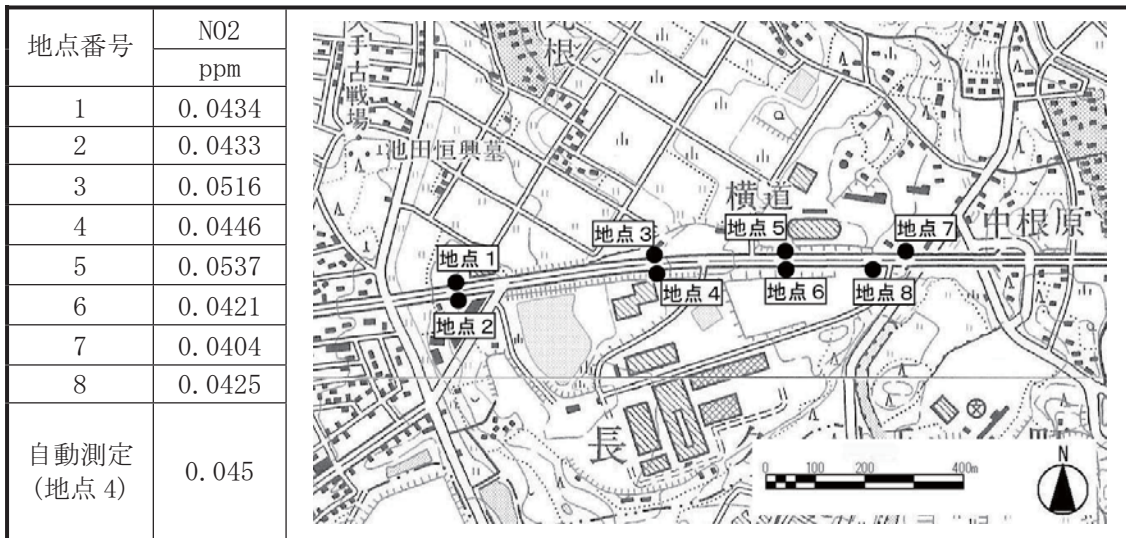 地点番号 NO2
ppm
1 0.0434
2 0.0433
3 0.0516
4 0.0446
5 0.0537
6 0.0421
7 0.0404
8 0.0425
自動測定
(地点 4) 0.045
手古戦場
根
池田恒興墓
横道
中根原
地点1
地点2
地点3
地点4
地点5
地点6
地点7
地点8
長
0 100 200 400m
N